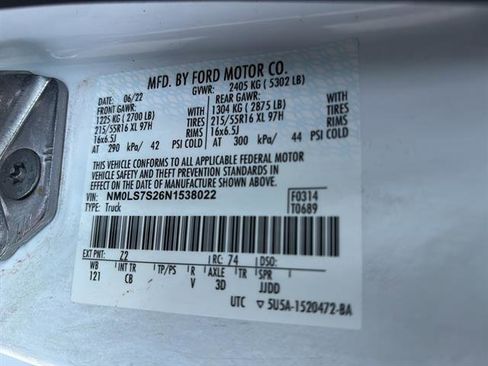 MFD. BY FORD MOTOR CO.
DATE: 06/22 GVWR: 2405 KG ( 5302 LB)
FRONT GAWR: WITH REAR GAWR: WITH
1225 KG ( 2700 LB) TIRES 1304 KG ( 2875 LB) TIRES
215/55R16 XL 97H RIMS 215/55R16 XL 97H RIMS
16x6.5J 16x6.5J
AT 290 kPa/ 42 PSI COLD AT 300 kPa/ 44 PSI COLD
THIS VEHICLE CONFORMS TO ALL APPLICABLE FEDERAL MOTOR
VEHICLE SAFETY AND THEFT PREVENTION STANDARDS IN EFFECT
ON THE DATE OF MANUFACTURE SHOWN ABOVE.
VIN: NM0LS7S26N1538022 F0314
TYPE: Truck T0689
EXT PNT: Z2 RC: 74 DSO:
WB INT TR TP/PS R AXLE TR SPR
121 CB V 3D JJDD
UTC ▽5U5A-1520472-BA